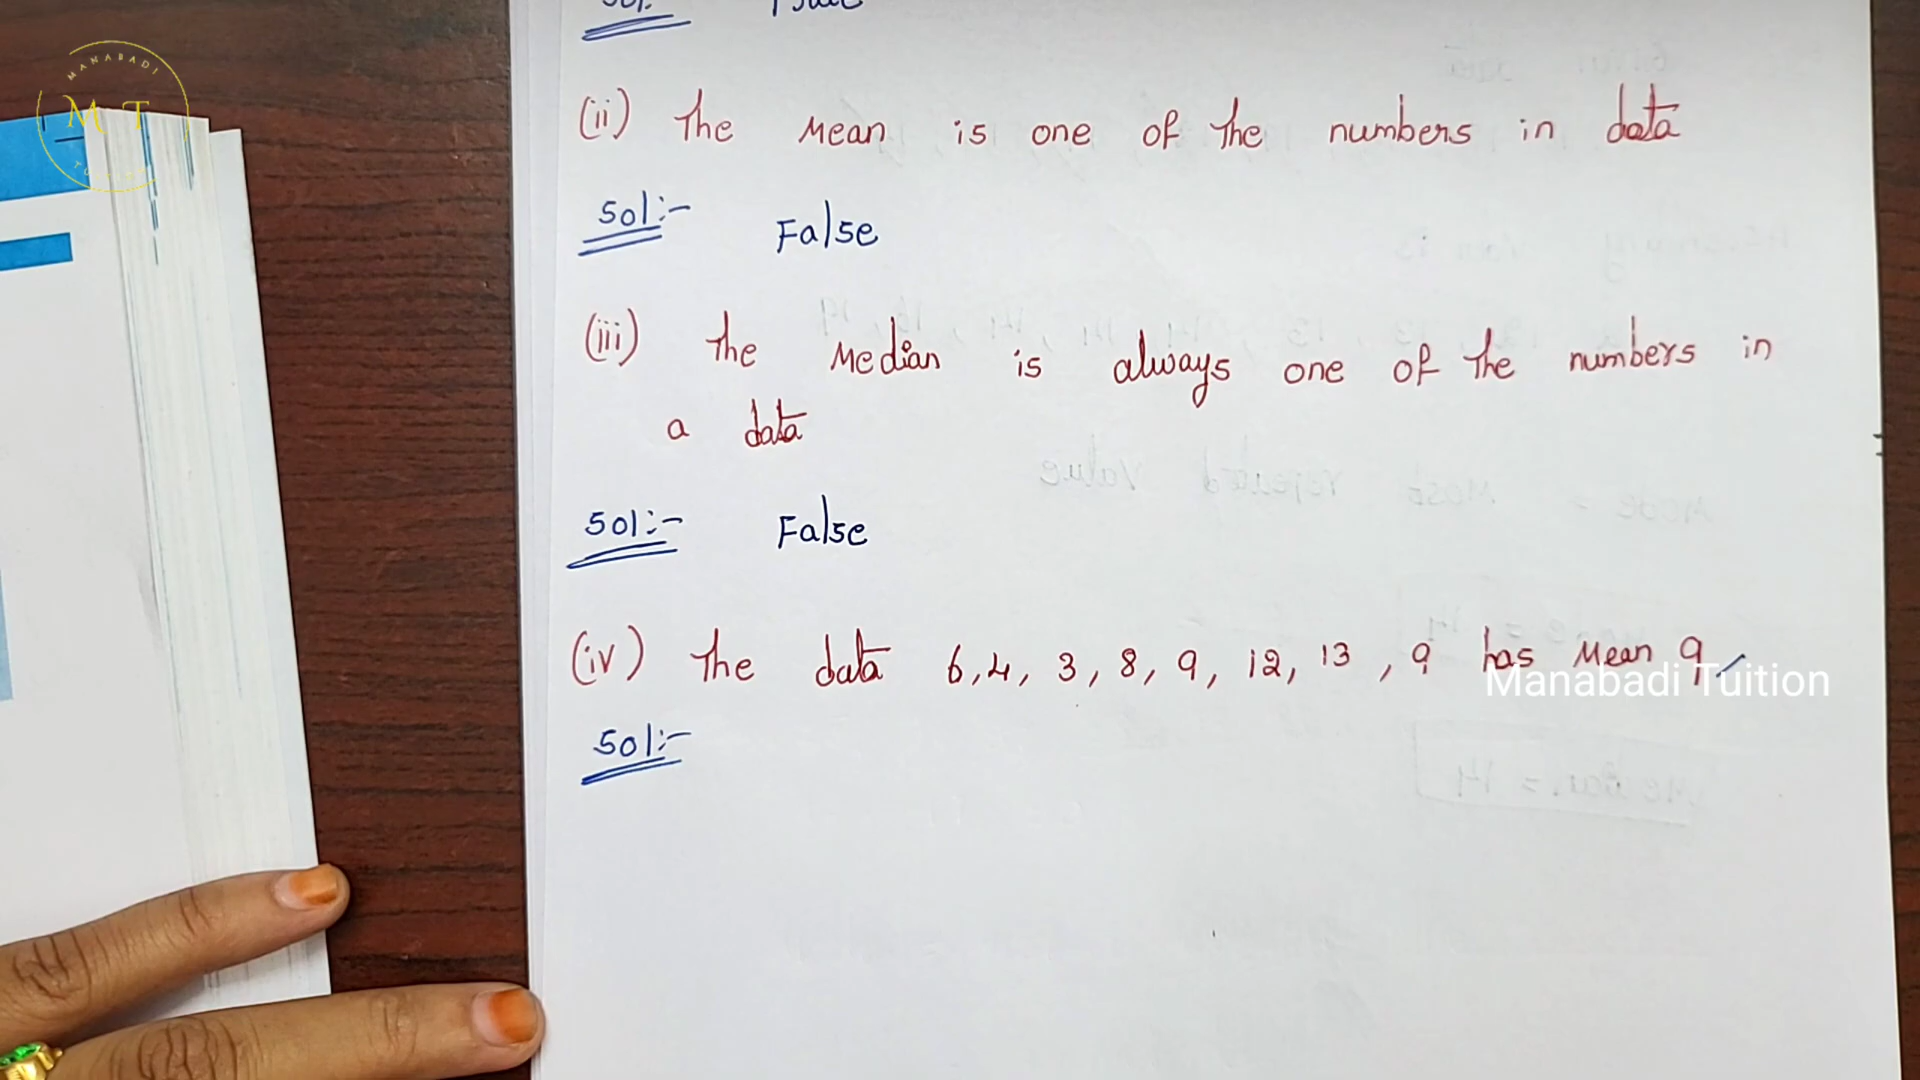 MANABADI
M T
(ii) The Mean is one of the numbers in data
Sol:- False
(iii) The Median is always one of the numbers in
a data
Sol:- False
(iv) The data 6,4, 3, 8, 9, 12, 13 , 9 has Mean 9
Manabadi Tuition
Sol:-